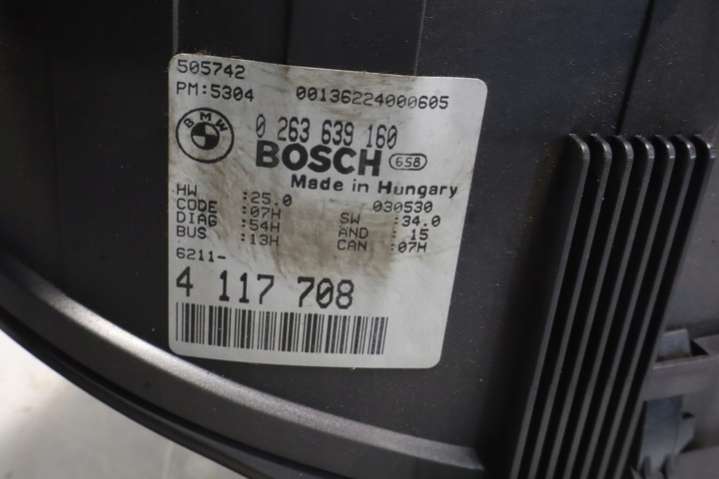 505742
PM:5304 00136224000605
BMW
0 263 639 160
BOSCH 658
Made in Hungary
030530
HW :25.0 SW :34.0
CODE :07H AND : 15
DIAG :54H CAN :07H
BUS :13H
6211-
4 117 708